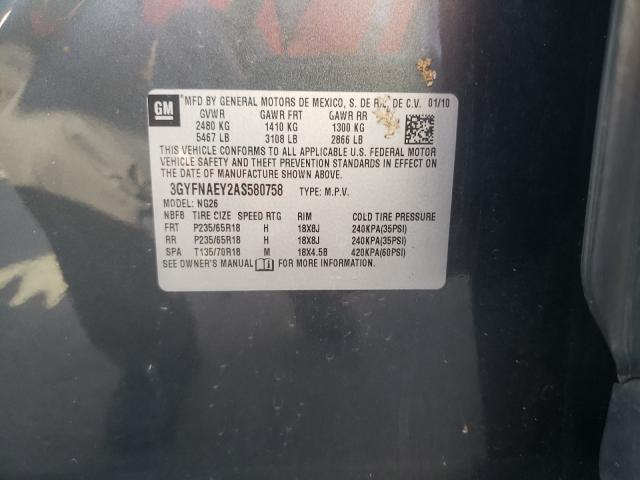 GM MFD BY GENERAL MOTORS DE MEXICO, S. DE R.L. DE C.V. 01/10
GVWR GAWR FRT GAWR RR
2480 KG 1410 KG 1300 KG
5467 LB 3108 LB 2866 LB
THIS VEHICLE CONFORMS TO ALL APPLICABLE U.S. FEDERAL MOTOR
VEHICLE SAFETY AND THEFT PREVENTION STANDARDS IN EFFECT ON
THE DATE OF MANUFACTURE SHOWN ABOVE.
3GYFNAEY2AS580758 TYPE: M.P.V.
MODEL: NG26
NBF8 TIRE SIZE SPEED RTG RIM COLD TIRE PRESSURE
FRT P235/65R18 H 18X8J 240KPA(35PSI)
RR P235/65R18 H 18X8J 240KPA(35PSI)
SPA T135/70R18 M 18X4.5B 420KPA(60PSI)
SEE OWNER'S MANUAL FOR MORE INFORMATION.